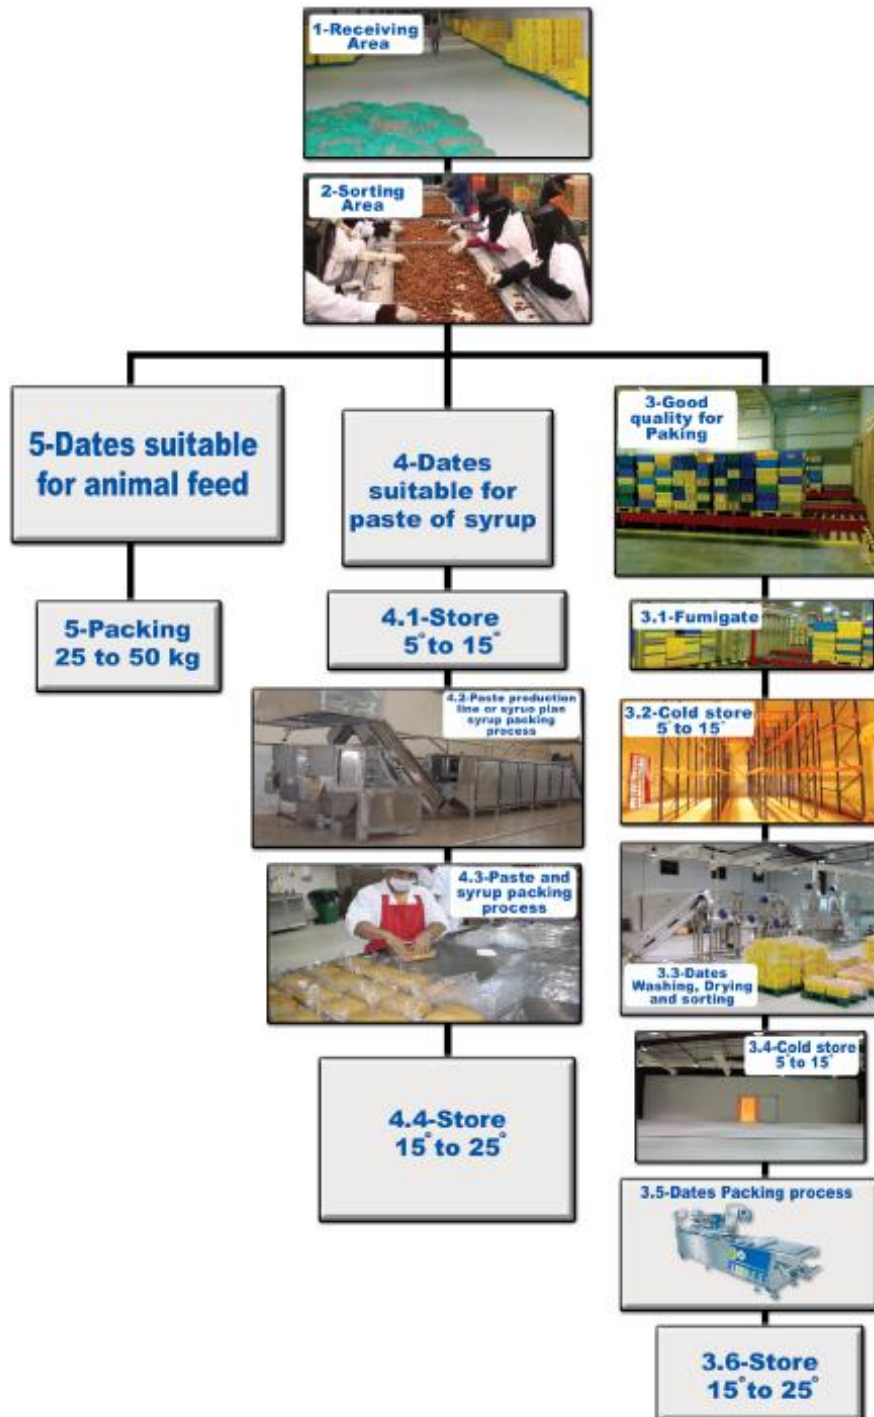 1-Receiving
Area
2-Sorting
Area
5-Dates suitable
for animal feed
5-Packing
25 to 50 kg
4-Dates
suitable for
paste of syrup
4.1-Store
5° to 15°
4.2-Paste production
line or syruo plan
syrup packing
process
4.3-Paste and
syrup packing
process
4.4-Store
15° to 25°
3-Good
quality for
Paking
3.1-Fumigate
3.2-Cold store
5° to 15°
3.3-Dates
Washing, Drying
and sorting
3.4-Cold store
5° to 15°
3.5-Dates Packing process
3.6-Store
15° to 25°